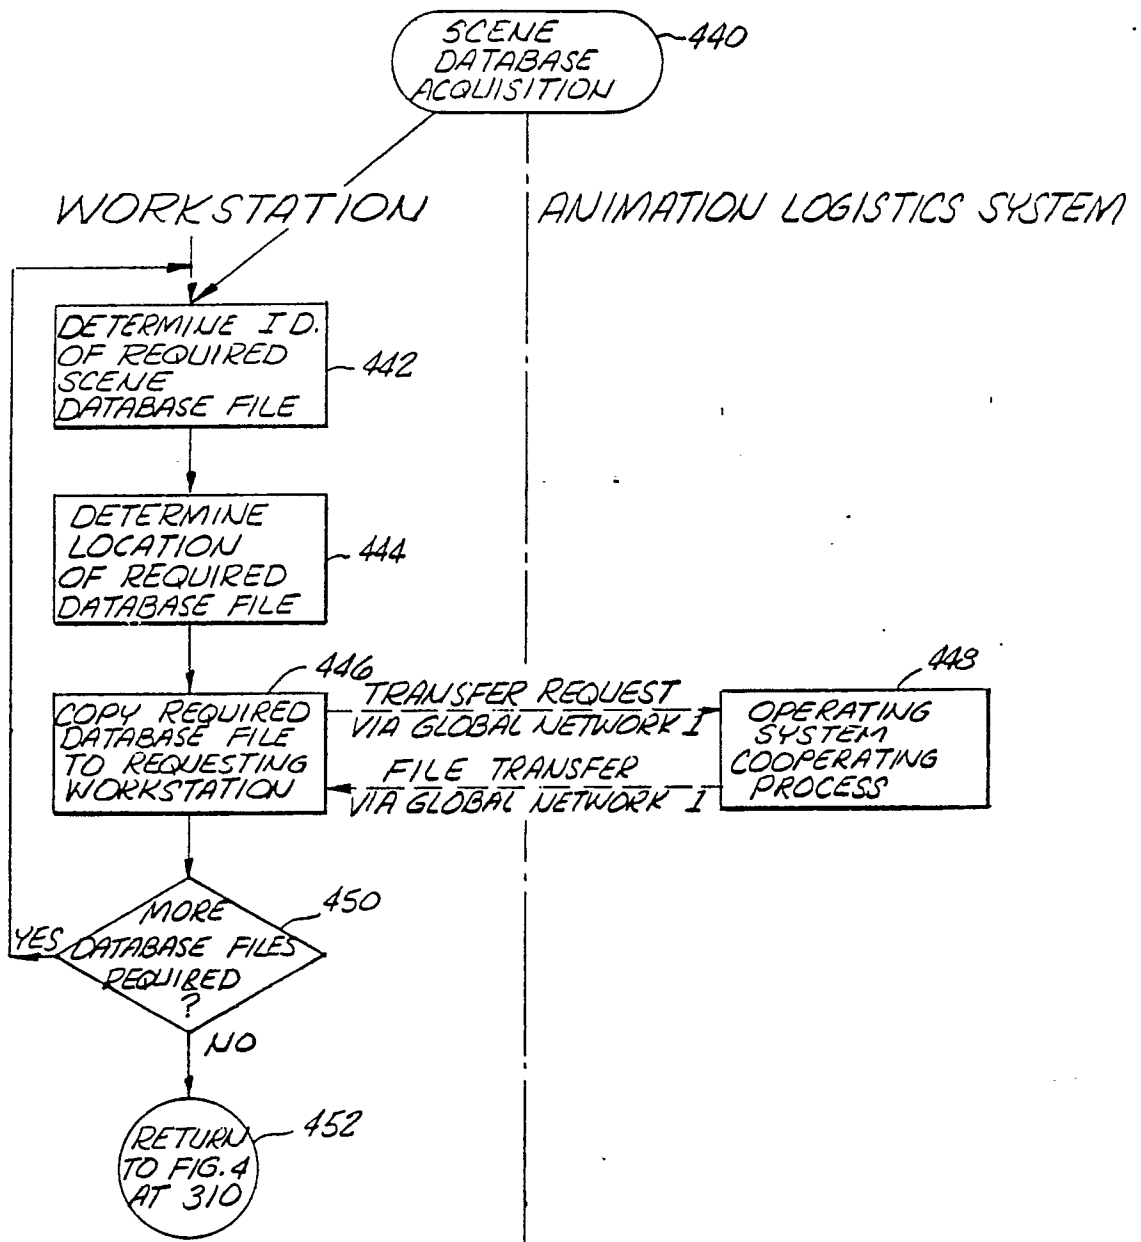 SCENE
DATABASE
ACQUISITION
440
WORKSTATION
ANIMATION LOGISTICS SYSTEM
DETERMINE I D.
OF REQUIRED
SCENE
DATABASE FILE
442
DETERMINE
LOCATION
OF REQUIRED
DATABASE FILE
444
446
COPY REQUIRED
DATABASE FILE
TO REQUESTING
WORKSTATION
TRANSFER REQUEST
VIA GLOBAL NETWORK 1
FILE TRANSFER
VIA GLOBAL NETWORK 1
448
OPERATING
SYSTEM
COOPERATING
PROCESS
450
MORE
DATABASE FILES
REQUIRED
?
YES
NO
RETURN
TO FIG. 4
AT 310
452